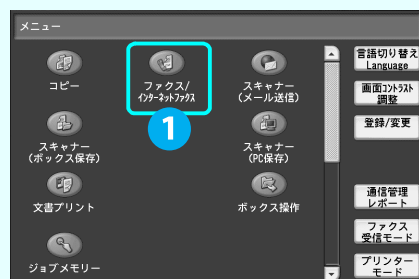 メニュー
コピー
ファクス/
インターネットファクス
スキャナー
(メール送信)
1
スキャナー
(ボックス保存)
スキャナー
(PC保存)
文書プリント
ボックス操作
ジョブメモリー
言語切り替え
Language
画面コントラスト
調整
登録/変更
通信管理
レポート
ファクス
受信モード
プリンター
モード